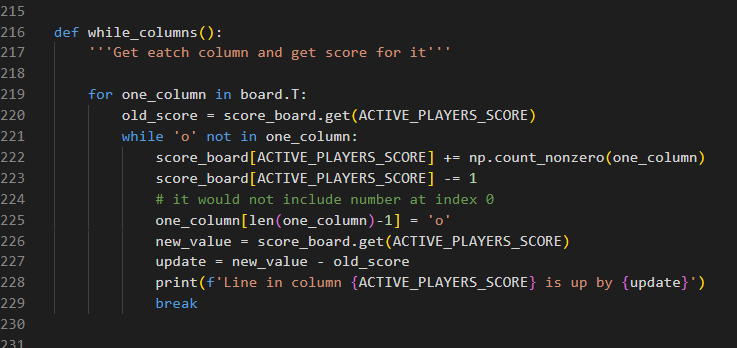 215
216 def while_columns():
217 '''Get eatch column and get score for it'''
218
219 for one_column in board.T:
220 old_score = score_board.get(ACTIVE_PLAYERS_SCORE)
221 while 'o' not in one_column:
222 score_board[ACTIVE_PLAYERS_SCORE] += np.count_nonzero(one_column)
223 score_board[ACTIVE_PLAYERS_SCORE] -= 1
224 # it would not include number at index 0
225 one_column[len(one_column)-1] = 'o'
226 new_value = score_board.get(ACTIVE_PLAYERS_SCORE)
227 update = new_value - old_score
228 print(f'Line in column {ACTIVE_PLAYERS_SCORE} is up by {update}')
229 break
230
231